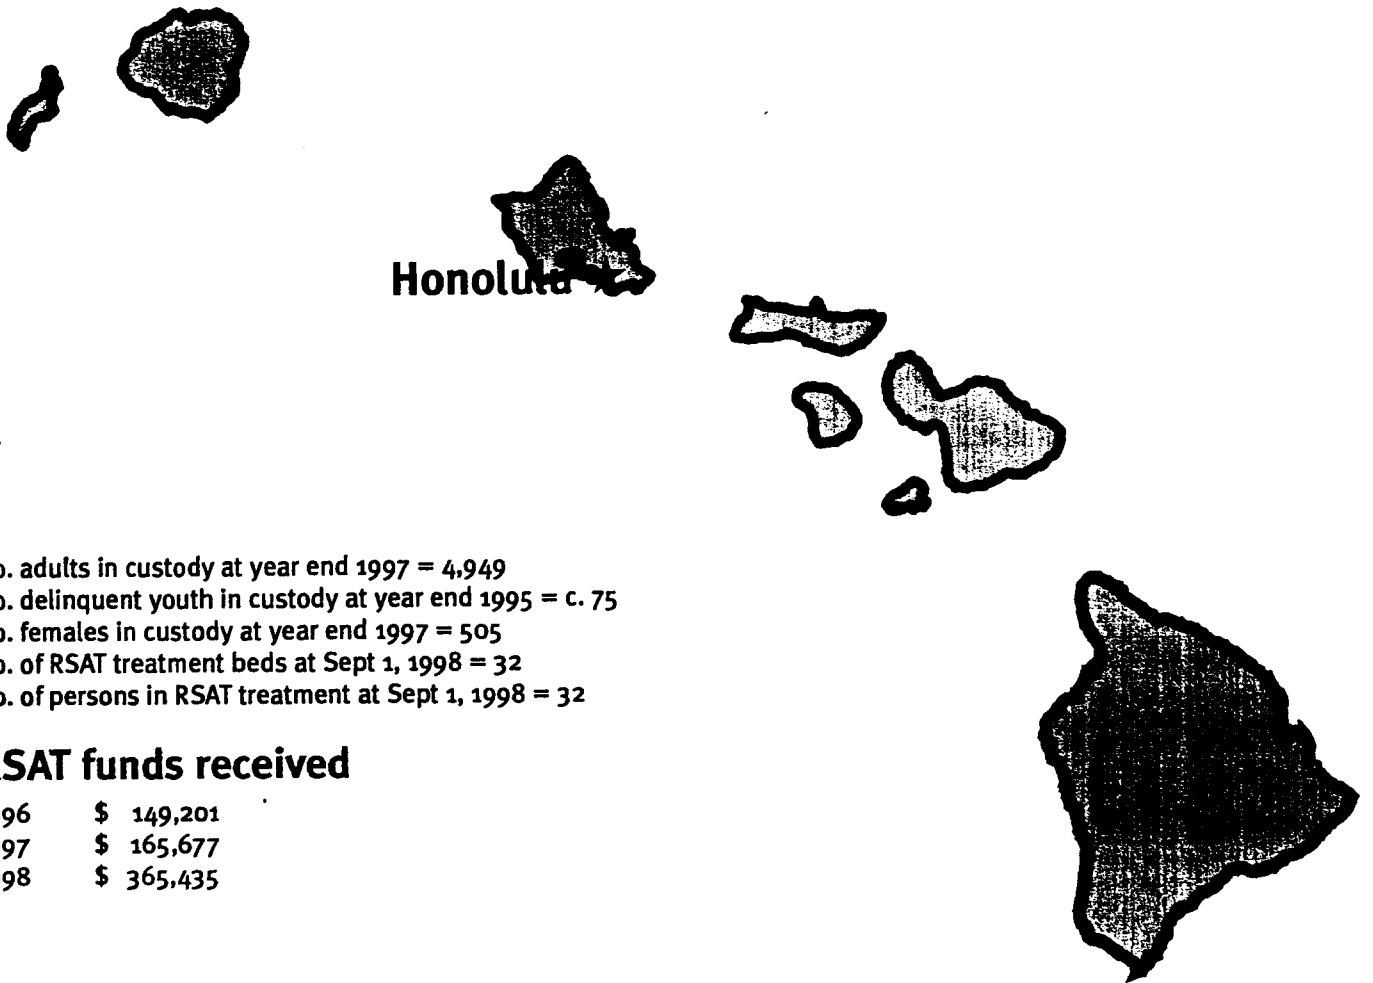 Honolulu
o. adults in custody at year end 1997 = 4,949
o. delinquent youth in custody at year end 1995 = c. 75
o. females in custody at year end 1997 = 505
o. of RSAT treatment beds at Sept 1, 1998 = 32
o. of persons in RSAT treatment at Sept 1, 1998 = 32
SAT funds received
96 $ 149,201
97 $ 165,677
98 $ 365,435